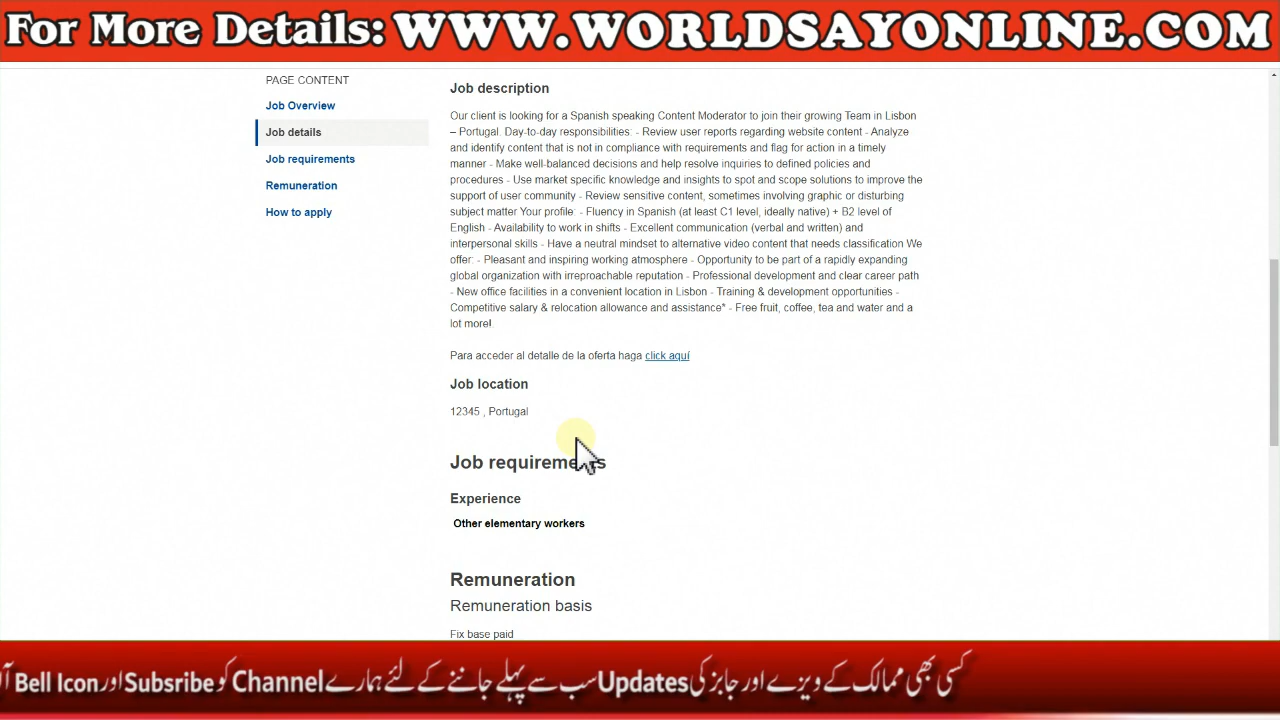 For More Details: WWW.WORLDSAYONLINE.COM
PAGE CONTENT
Job Overview
Job details
Job requirements
Remuneration
How to apply
Job description
Our client is looking for a Spanish speaking Content Moderator to join their growing Team in Lisbon
– Portugal. Day-to-day responsibilities: - Review user reports regarding website content - Analyze
and identify content that is not in compliance with requirements and flag for action in a timely
manner - Make well-balanced decisions and help resolve inquiries to defined policies and
procedures - Use market specific knowledge and insights to spot and scope solutions to improve the
support of user community - Review sensitive content, sometimes involving graphic or disturbing
subject matter Your profile: - Fluency in Spanish (at least C1 level, ideally native) + B2 level of
English - Availability to work in shifts - Excellent communication (verbal and written) and
interpersonal skills - Have a neutral mindset to alternative video content that needs classification We
offer: - Pleasant and inspiring working atmosphere - Opportunity to be part of a rapidly expanding
global organization with irreproachable reputation - Professional development and clear career path
- New office facilities in a convenient location in Lisbon - Training & development opportunities -
Competitive salary & relocation allowance and assistance* - Free fruit, coffee, tea and water and a
lot more!
Para acceder al detalle de la oferta haga click aquí
Job location
12345 , Portugal
Job requirements
Experience
Other elementary workers
Remuneration
Remuneration basis
Fix base paid
کسی بھی ممالک کے ویزے اور جابز کی Updates سب سے پہلے جاننے کے لئے ہمارے Channel کو Subsribe اور Bell Icon